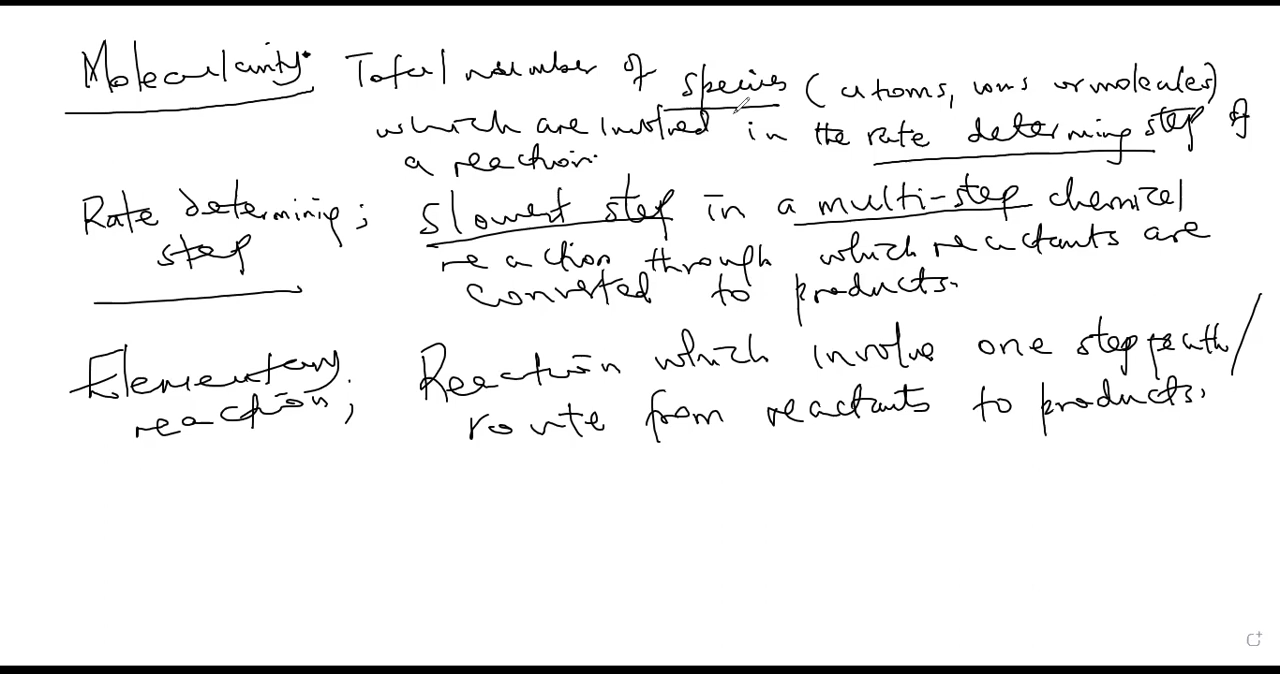 Molecularity: Total number of species (atoms, ions or molecules)
which are involved in the rate determining step of
a reaction.
Rate determining; Slowest step in a multi-step chemical
step reaction through which reactants are
converted to products.
Elementary Reaction which involve one step path/
reaction; route from reactants to products.